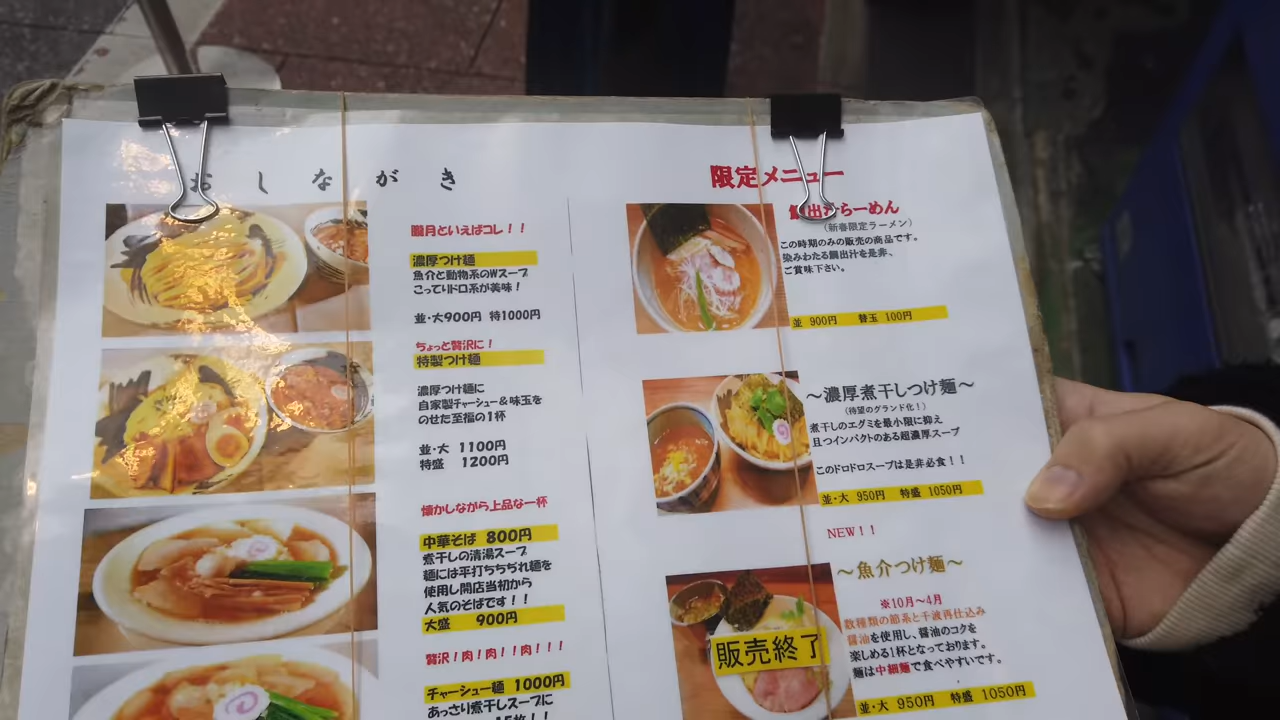 おしながき
朧月といえばコレ！！
濃厚つけ麺
魚介と動物系のWスープ
こってりドロ系が美味！
並・大900円 特1000円
ちょっと贅沢に！
特製つけ麺
濃厚つけ麺に
自家製チャーシュー＆味玉を
のせた至福の1杯
並・大 1100円
特盛 1200円
懐かしながら上品な一杯
中華そば 800円
煮干しの清湯スープ
麺には平打ちちぢれ麺を
使用し開店当初から
人気のそばです！！
大盛 900円
贅沢！肉！肉！！肉！！！
チャーシュー麺 1000円
あっさり煮干しスープに
限定メニュー
出汁らーめん
（新春限定ラーメン）
この時期のみの販売の商品です。
染みわたる鯛出汁を是非、
ご賞味下さい。
並 900円 替玉 100円
～濃厚煮干しつけ麺～
（待望のグランド化！）
煮干しのエグミを最小限に抑え
且つインパクトのある超濃厚スープ
このドロドロスープは是非必食！！
並・大 950円 特盛 1050円
NEW！！
～魚介つけ麺～
※10月～4月
数種類の節系と千波再仕込み
醤油を使用し、醤油のコクを
楽しめる1杯となっております。
麺は中細麺で食べやすいです。
販売終了
並・大 950円 特盛 1050円